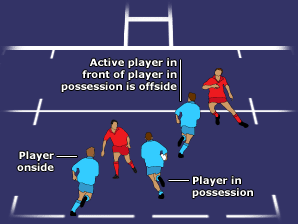 Active player in
front of player in
possession is offside
Player
onside
Player in
possession